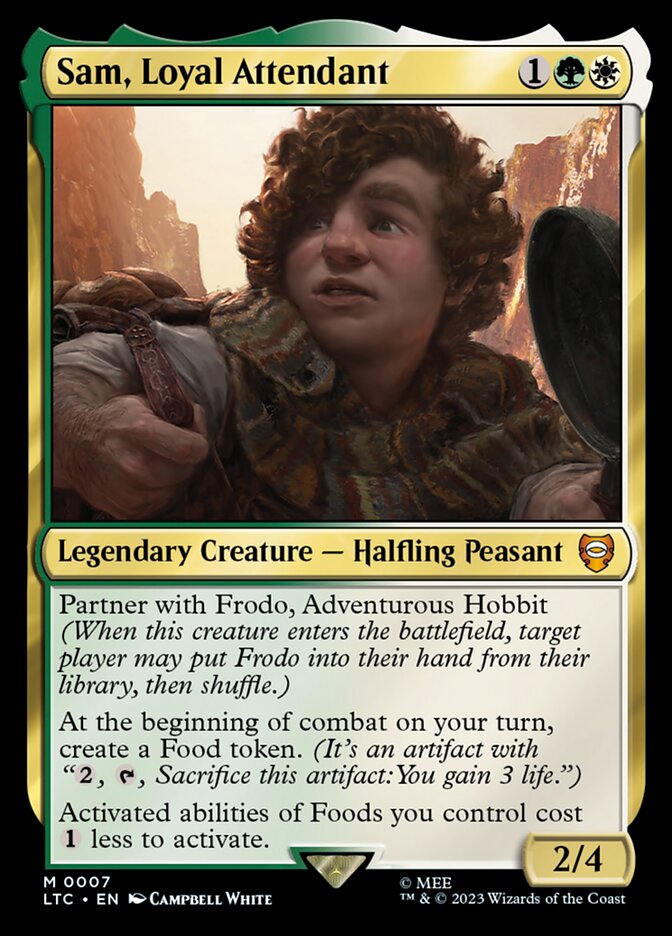 Sam, Loyal Attendant 1
Legendary Creature — Halfling Peasant
Partner with Frodo, Adventurous Hobbit
(When this creature enters the battlefield, target
player may put Frodo into their hand from their
library, then shuffle.)
At the beginning of combat on your turn,
create a Food token. (It's an artifact with
“2, , Sacrifice this artifact: You gain 3 life.”)
Activated abilities of Foods you control cost
1 less to activate.
2/4
M 0007
LTC • EN Campbell White
© MEE
™ & © 2023 Wizards of the Coast